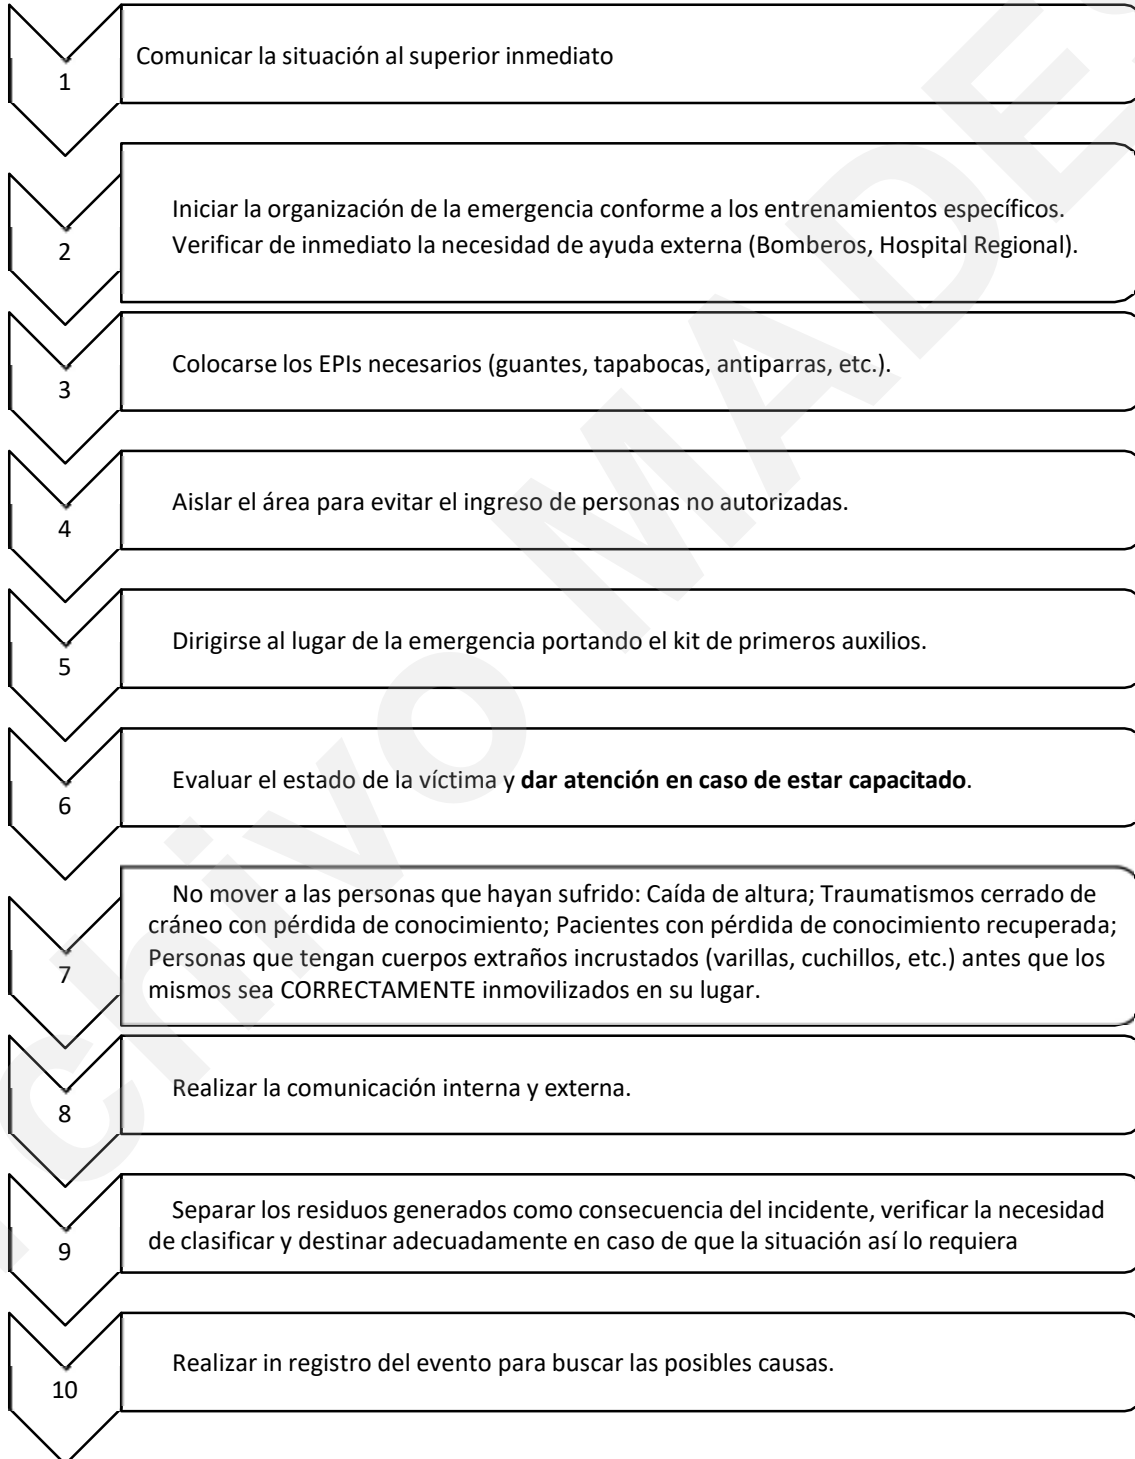 1
Comunicar la situación al superior inmediato
2
Iniciar la organización de la emergencia conforme a los entrenamientos específicos.
Verificar de inmediato la necesidad de ayuda externa (Bomberos, Hospital Regional).
3
Colocarse los EPIs necesarios (guantes, tapabocas, antiparras, etc.).
4
Aislar el área para evitar el ingreso de personas no autorizadas.
5
Dirigirse al lugar de la emergencia portando el kit de primeros auxilios.
6
Evaluar el estado de la víctima y dar atención en caso de estar capacitado.
7
No mover a las personas que hayan sufrido: Caída de altura; Traumatismos cerrado de
cráneo con pérdida de conocimiento; Pacientes con pérdida de conocimiento recuperada;
Personas que tengan cuerpos extraños incrustados (varillas, cuchillos, etc.) antes que los
mismos sea CORRECTAMENTE inmovilizados en su lugar.
8
Realizar la comunicación interna y externa.
9
Separar los residuos generados como consecuencia del incidente, verificar la necesidad
de clasificar y destinar adecuadamente en caso de que la situación así lo requiera
10
Realizar in registro del evento para buscar las posibles causas.
chivo MADES